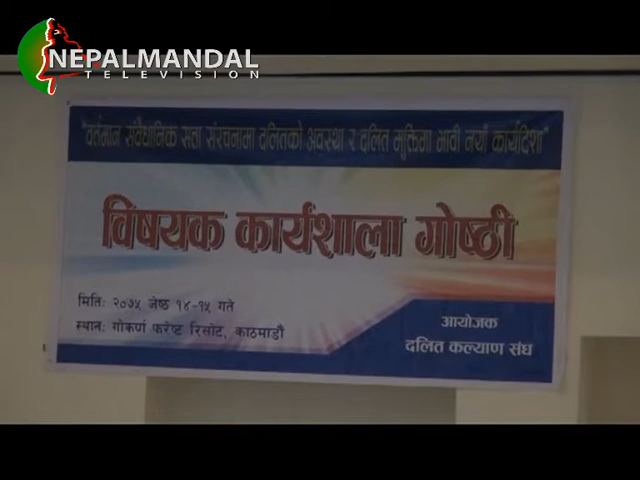 NEPALMANDAL
TELEVISION
"वर्तमान संवैधानिक सत्ता संरचनामा दलितको अवस्था र दलित मुक्तिमा भावी नयाँ कार्यदिशा"
विषयक कार्यशाला गोष्ठी
मितिः २०७५ जेष्ठ १४-१५ गते
स्थानः गोकर्ण फरेष्ट रिसोट, काठमाडौं
आयोजक
दलित कल्याण संघ